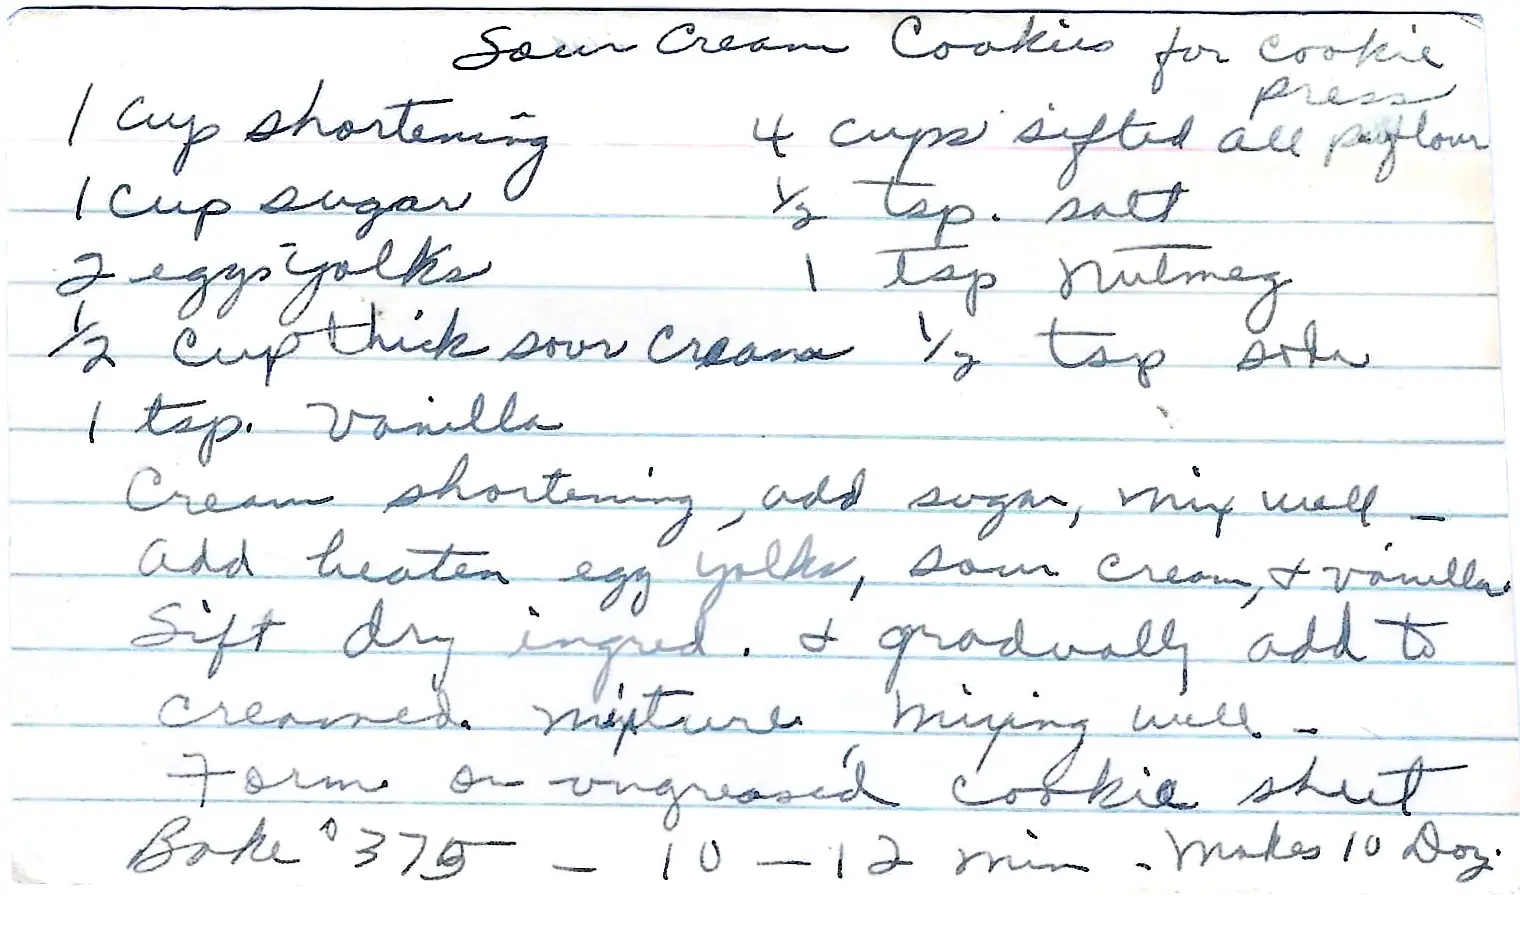 Sour Cream Cookies for cookie
press
1 cup shortening 4 cups sifted all pur flour
1 cup sugar 1/2 tsp. salt
2 eggs yolks 1 tsp nutmeg
1/2 cup thick sour cream 1/2 tsp soda
1 tsp. vanilla
Cream shortening, add sugar, mix well -
add beaten egg yolks, sour cream, & vanilla
Sift dry ingred. & gradually add to
creamed mixture, mixing well. -
Form on ungreased cookie sheet
Bake 375 - 10 - 12 min - Makes 10 Doz.